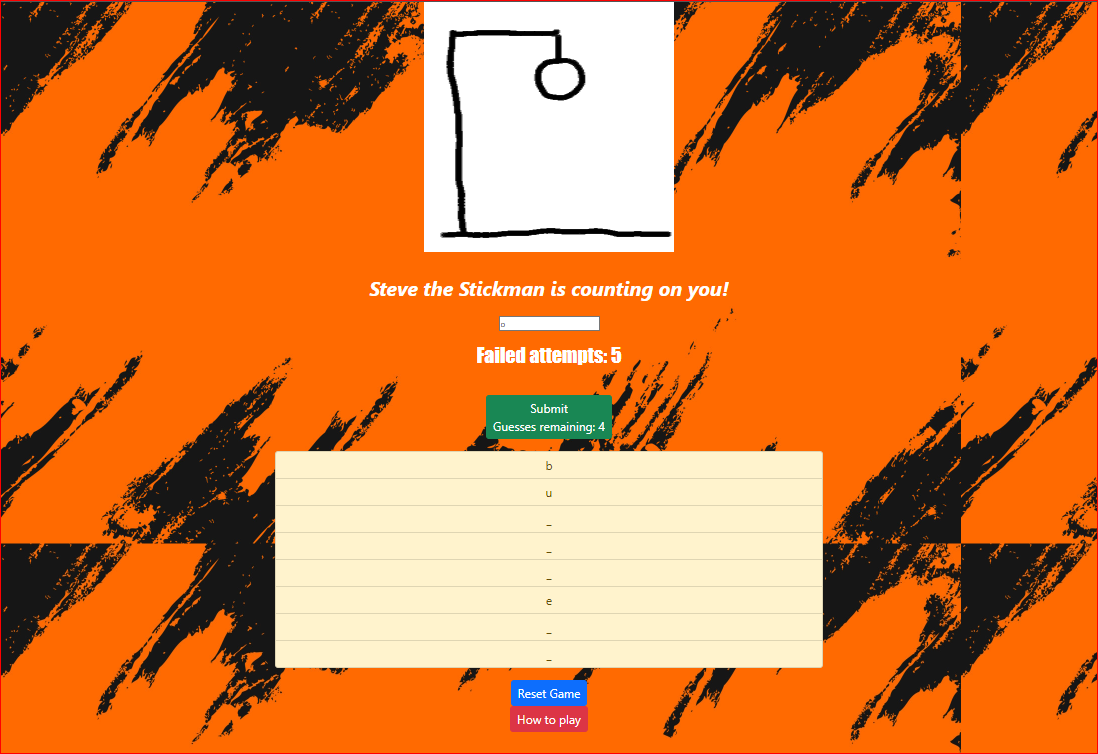 Steve the Stickman is counting on you!
o
Failed attempts: 5
Submit
Guesses remaining: 4
b
u
_
_
_
e
_
_
Reset Game
How to play